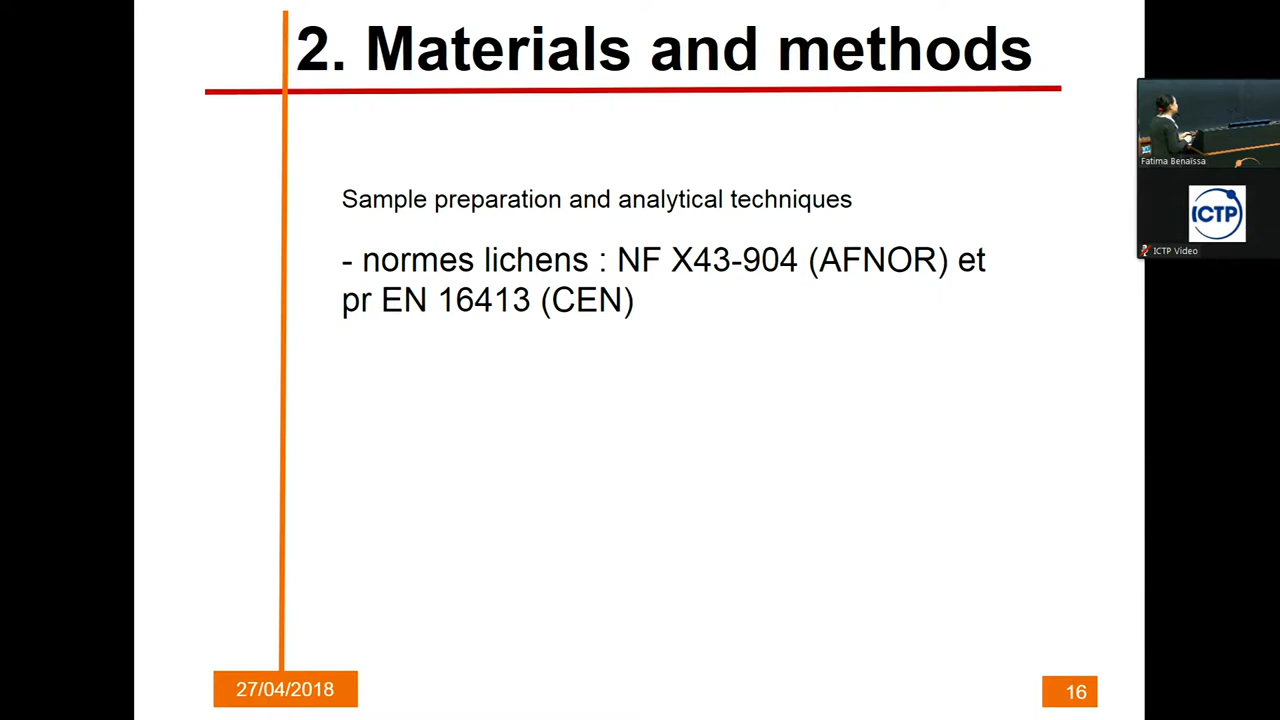 2. Materials and methods
Sample preparation and analytical techniques
- normes lichens : NF X43-904 (AFNOR) et
pr EN 16413 (CEN)
27/04/2018
16
Fatima Benaïssa
ICTP
ICTP Video